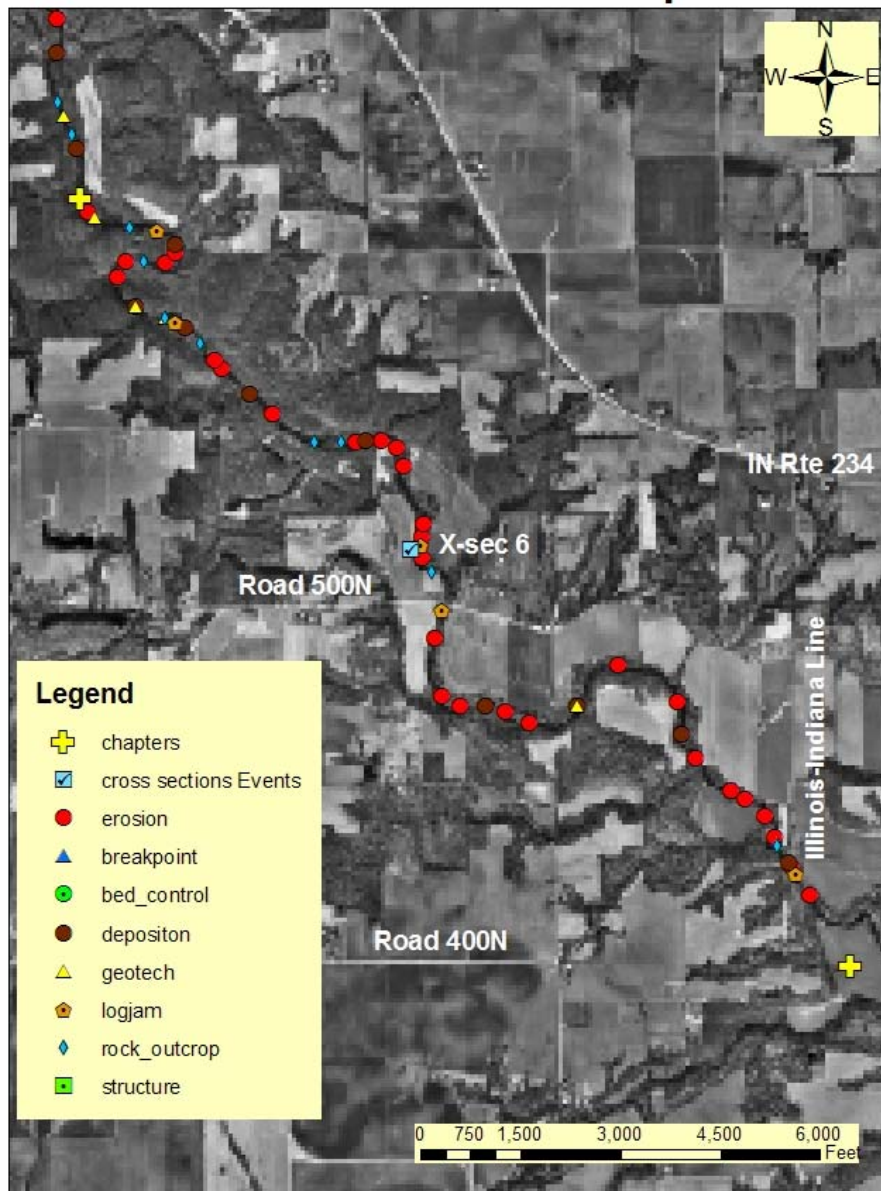 N
W E
S
IN Rte 234
X-sec 6
Road 500N
Illinois-Indiana Line
Road 400N
Legend
chapters
cross sections Events
erosion
breakpoint
bed_control
depositon
geotech
logjam
rock_outcrop
structure
0 750 1,500 3,000 4,500 6,000
Feet